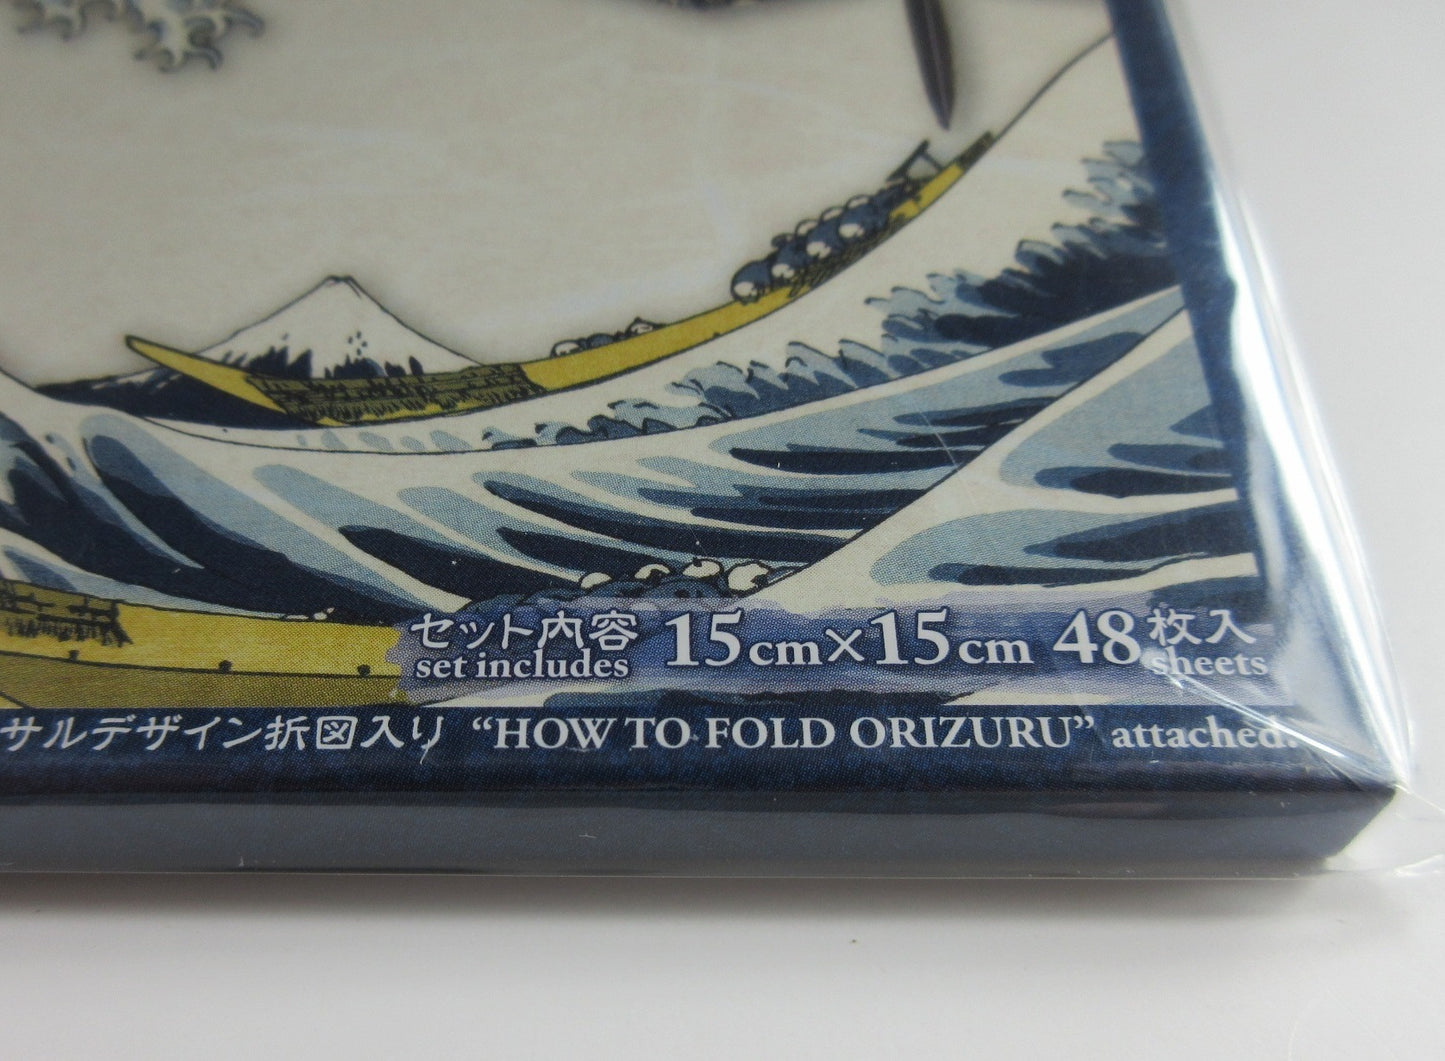 セット内容 15cm×15cm 48枚入
set includes sheets
サルデザイン折図入り “HOW TO FOLD ORIZURU” attached.